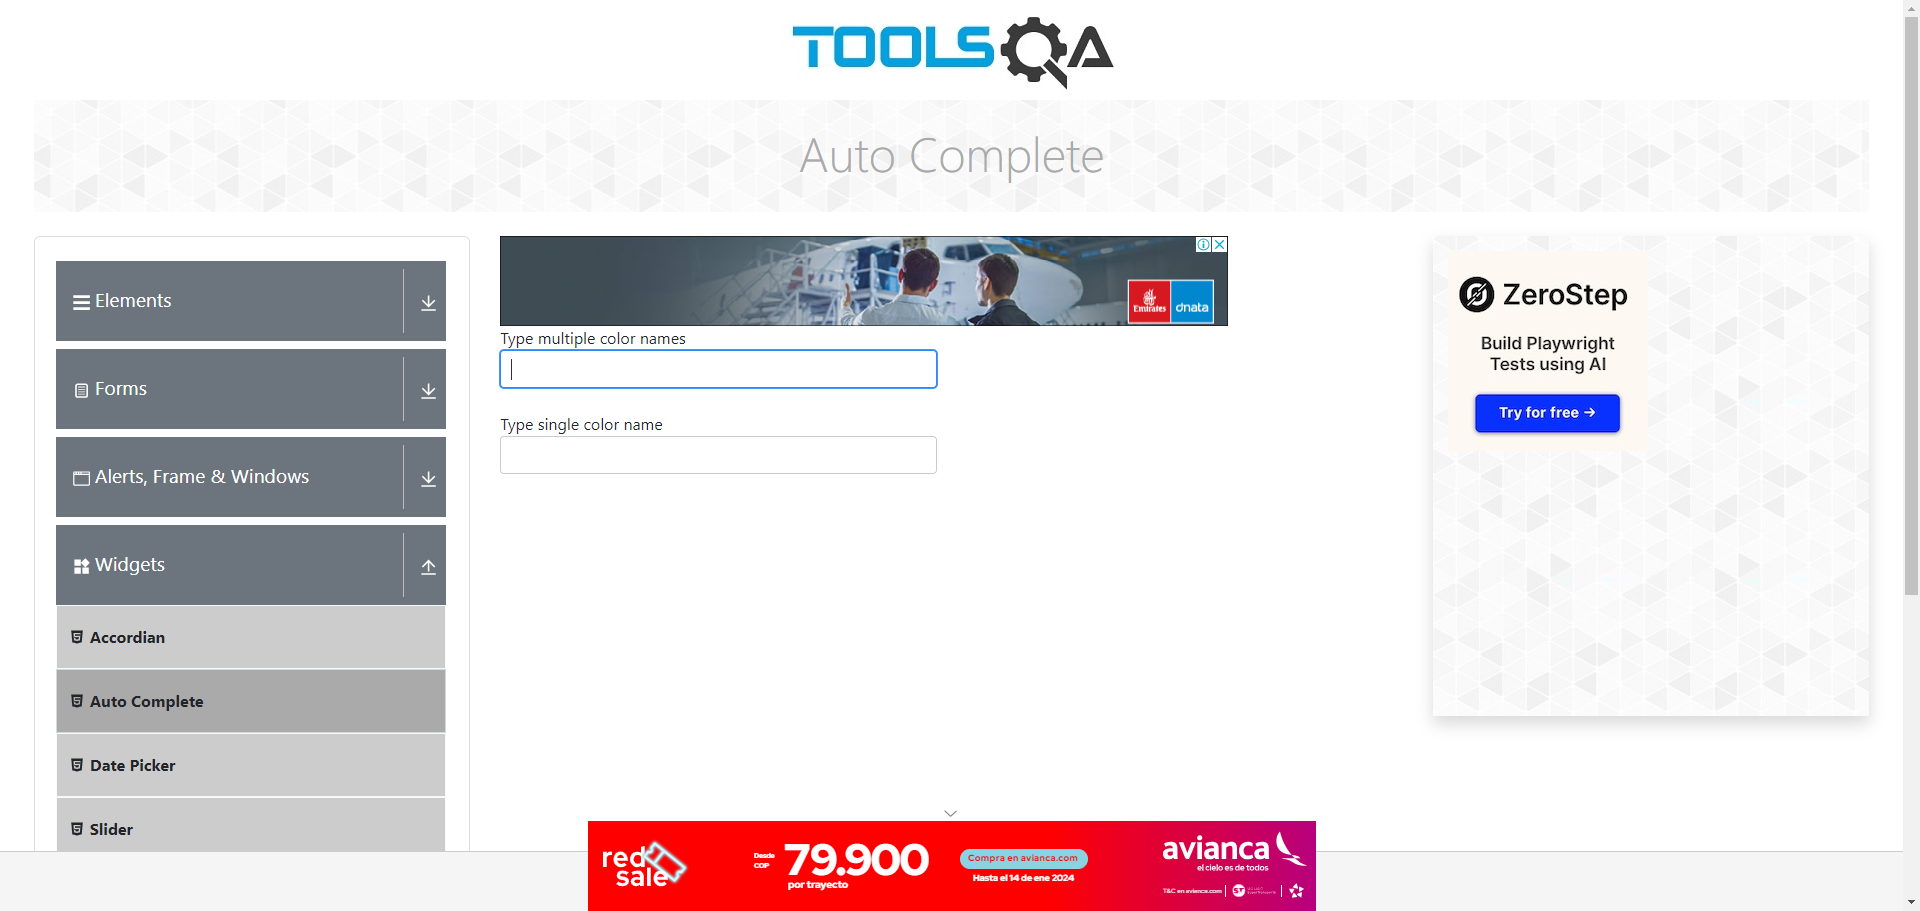 TOOLSQA
Auto Complete
Elements
Forms
Alerts, Frame & Windows
Widgets
Accordian
Auto Complete
Date Picker
Slider
Emirates
dnata
Type multiple color names
Type single color name
ZeroStep
Build Playwright
Tests using AI
Try for free →
red
sale
Desde
COP
79.900
por trayecto
Compra en avianca.com
Hasta el 14 de ene 2024
avianca
el cielo es de todos
T&C en avianca.com